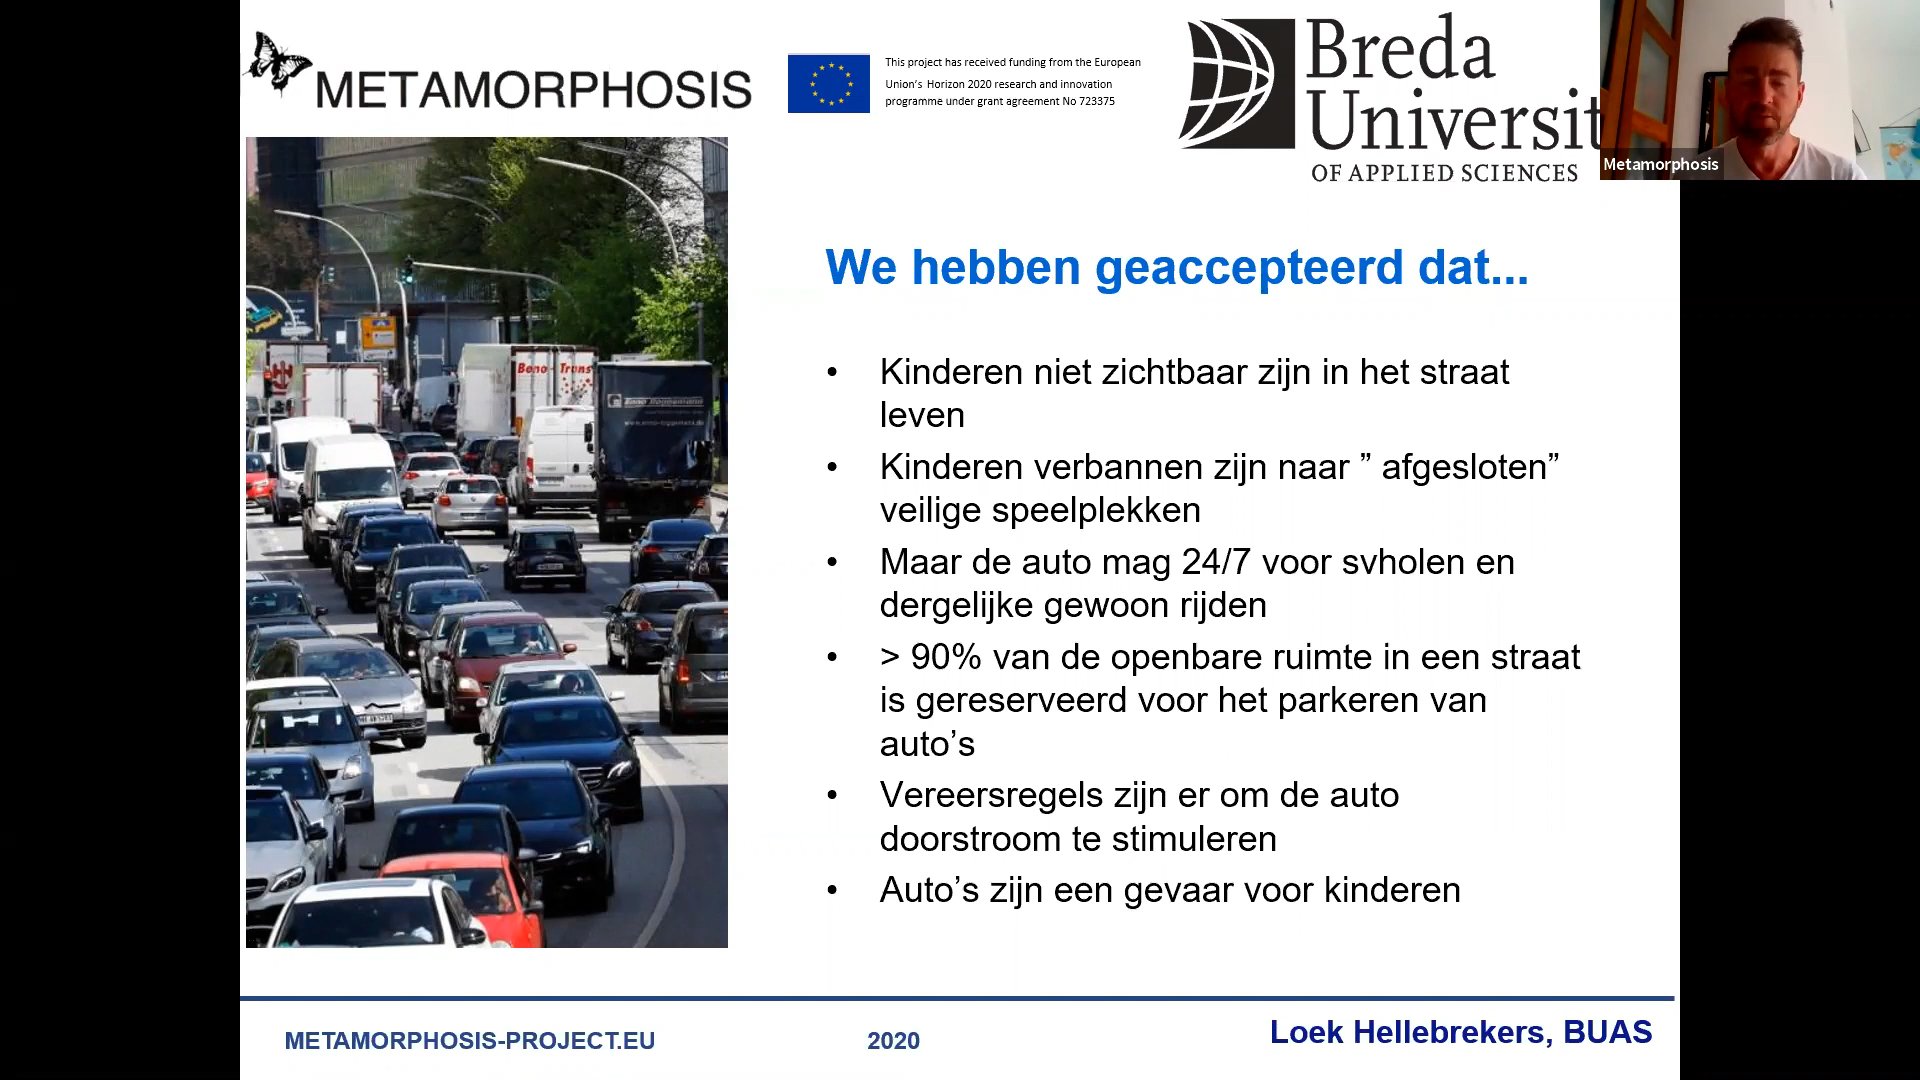 METAMORPHOSIS
This project has received funding from the European
Union's Horizon 2020 research and innovation
programme under grant agreement No 723375
Breda
Universit
OF APPLIED SCIENCES
Metamorphosis
We hebben geaccepteerd dat...
• Kinderen niet zichtbaar zijn in het straat
leven
• Kinderen verbannen zijn naar ” afgesloten”
veilige speelplekken
• Maar de auto mag 24/7 voor svholen en
dergelijke gewoon rijden
• > 90% van de openbare ruimte in een straat
is gereserveerd voor het parkeren van
auto’s
• Vereersregels zijn er om de auto
doorstroom te stimuleren
• Auto’s zijn een gevaar voor kinderen
Beno-Trans
METAMORPHOSIS-PROJECT.EU
2020
Loek Hellebrekers, BUAS